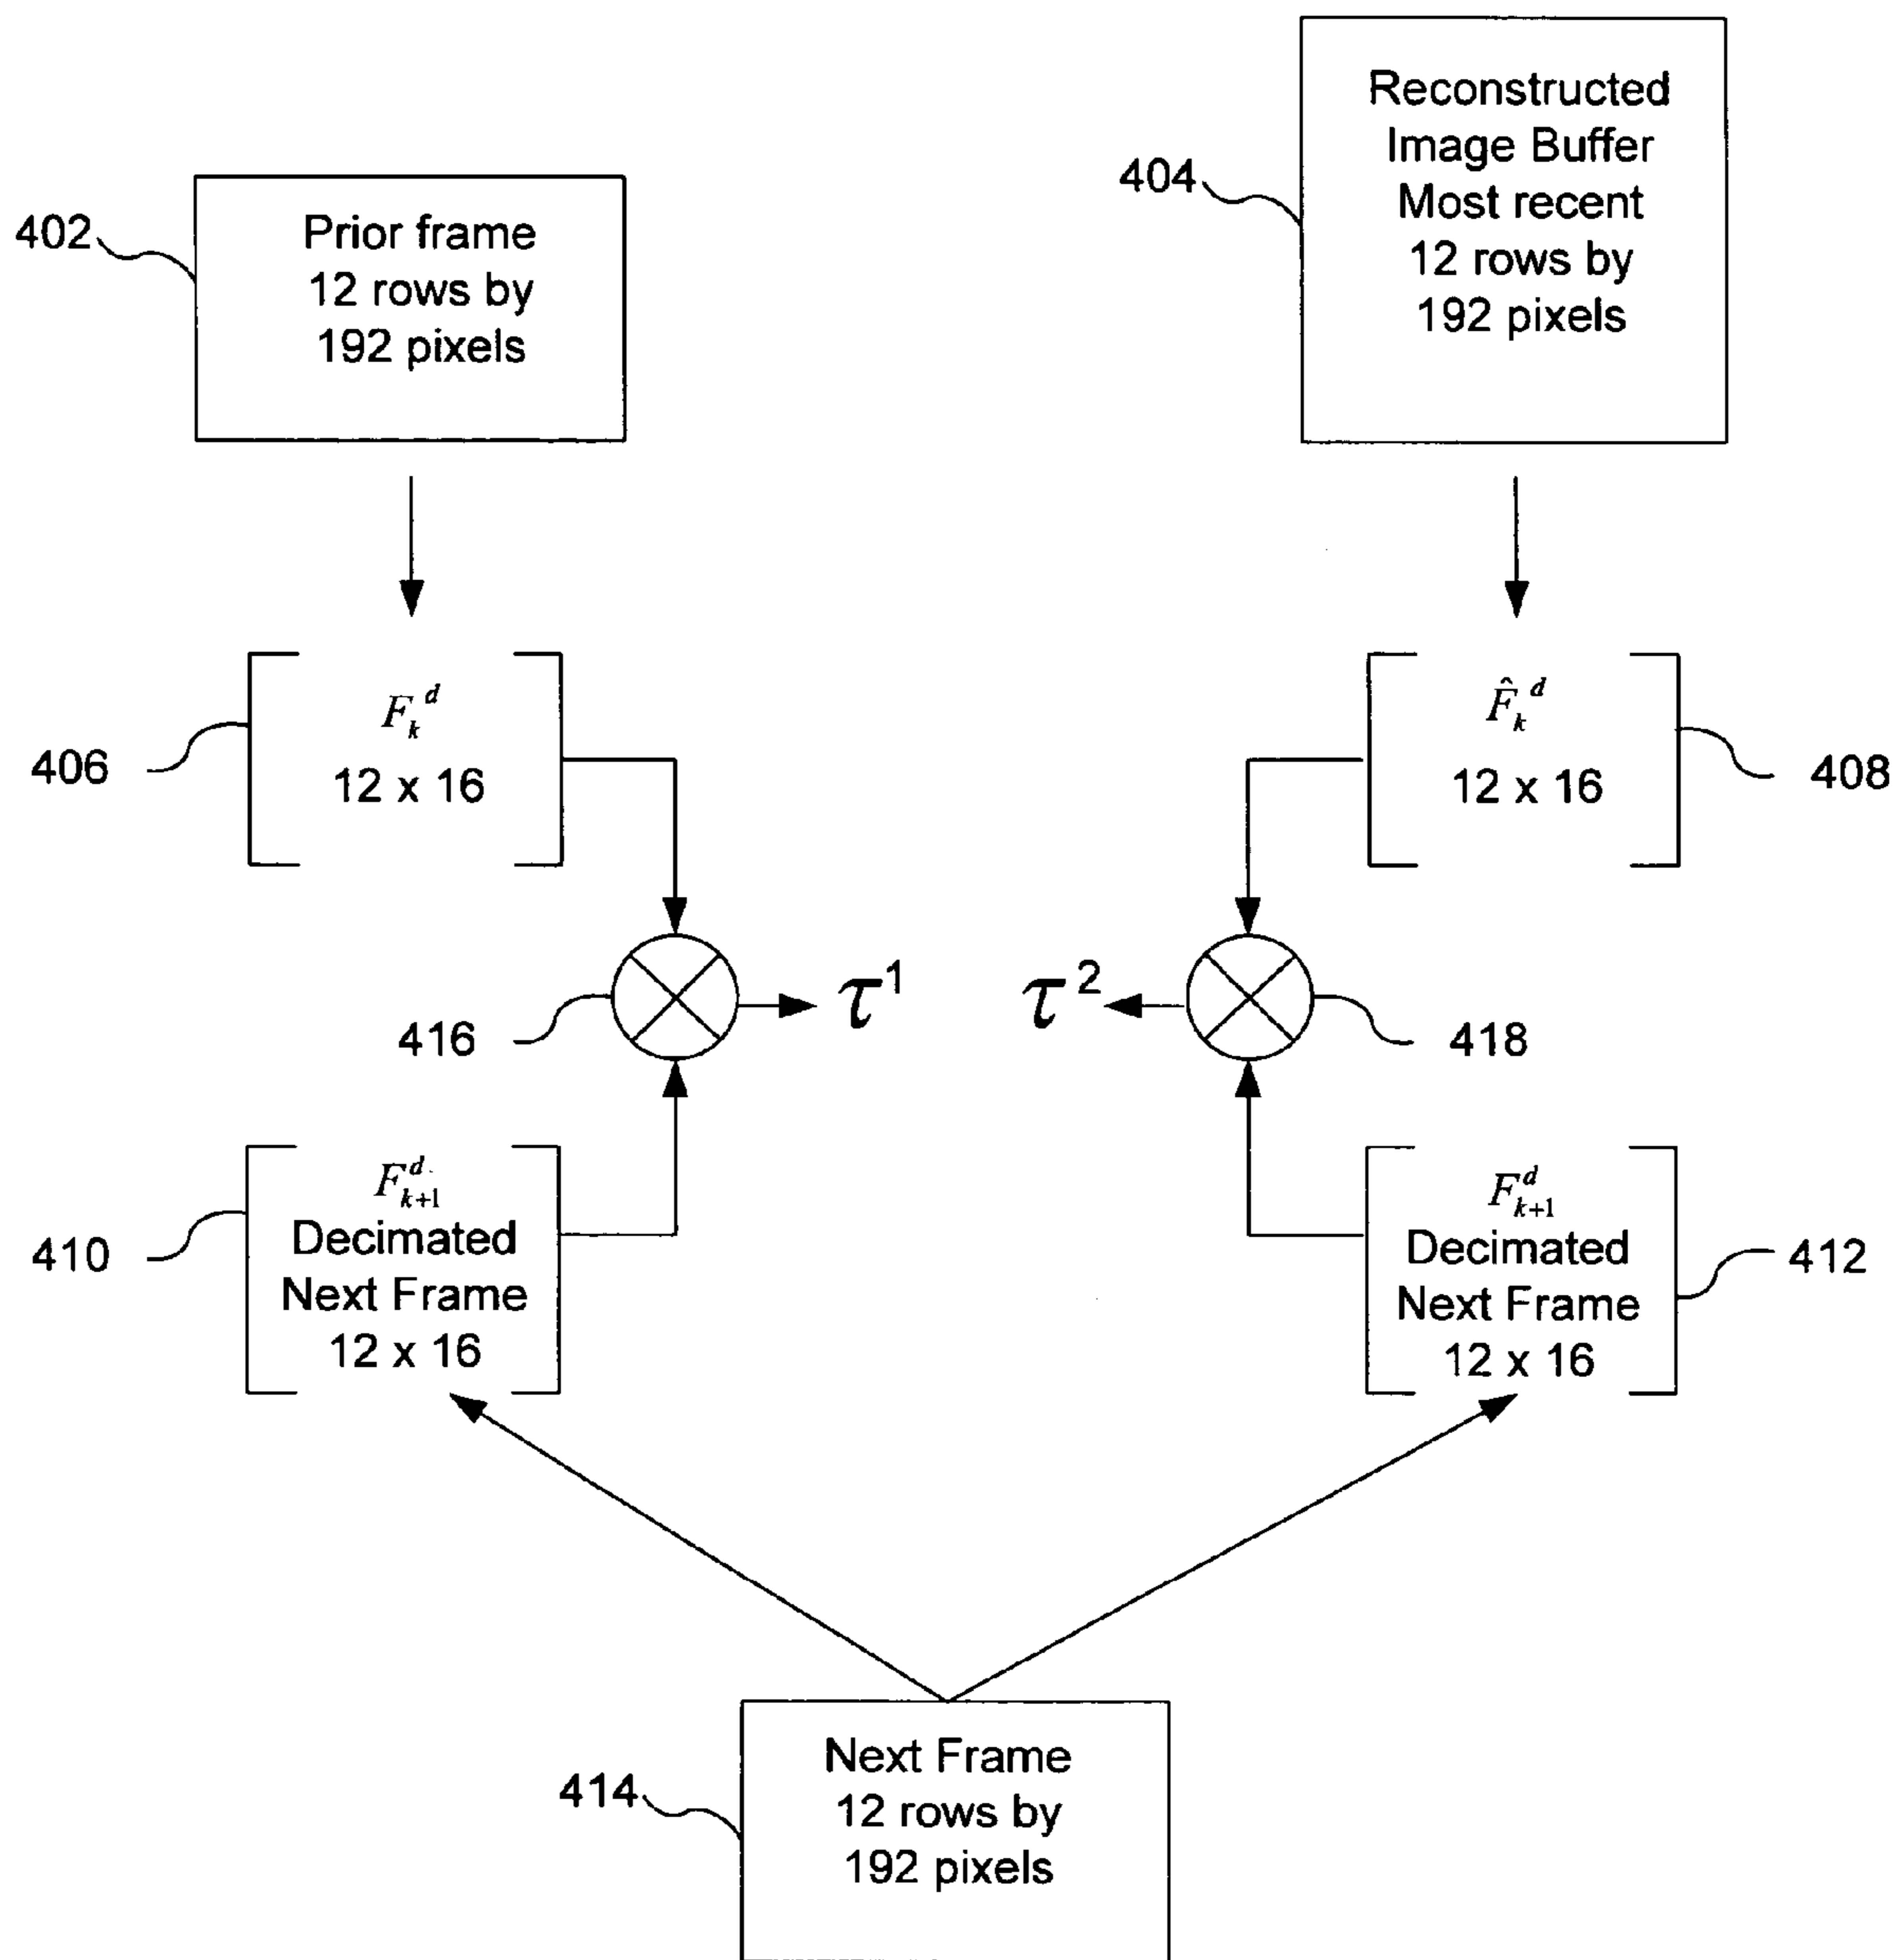 402
Prior frame
12 rows by
192 pixels
404
Reconstructed
Image Buffer
Most recent
12 rows by
192 pixels
406
F_k^d
12 x 16
F̂_k^d
12 x 16
408
416
τ^1
τ^2
418
410
F_{k+1}^d
Decimated
Next Frame
12 x 16
F_{k+1}^d
Decimated
Next Frame
12 x 16
412
414
Next Frame
12 rows by
192 pixels